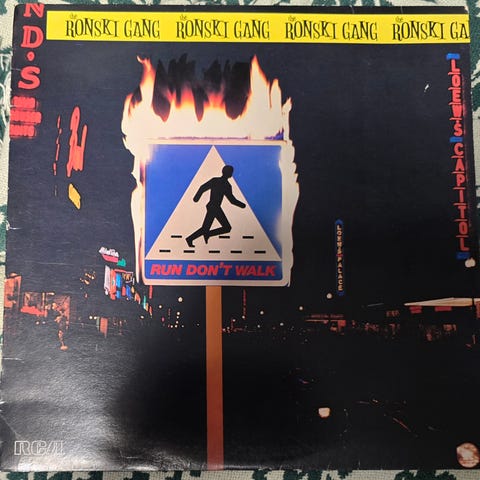 the RONSKI GANG the RONSKI GANG the RONSKI GANG the RONSKI GA
N
D.S
LOEW'S CAPITOL
LOEW'S PALACE
RUN DON'T WALK
RCA